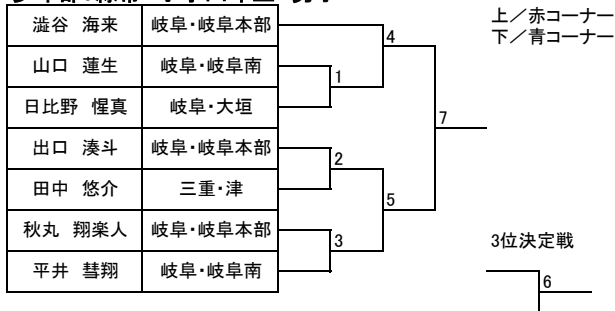 上／赤コーナー
下／青コーナー
澁谷 海来 岐阜・岐阜本部
山口 蓮生 岐阜・岐阜南
日比野 惺真 岐阜・大垣
出口 湊斗 岐阜・岐阜本部
田中 悠介 三重・津
秋丸 翔楽人 岐阜・岐阜本部
平井 彗翔 岐阜・岐阜南
4
1
7
2
5
3
3位決定戦
6